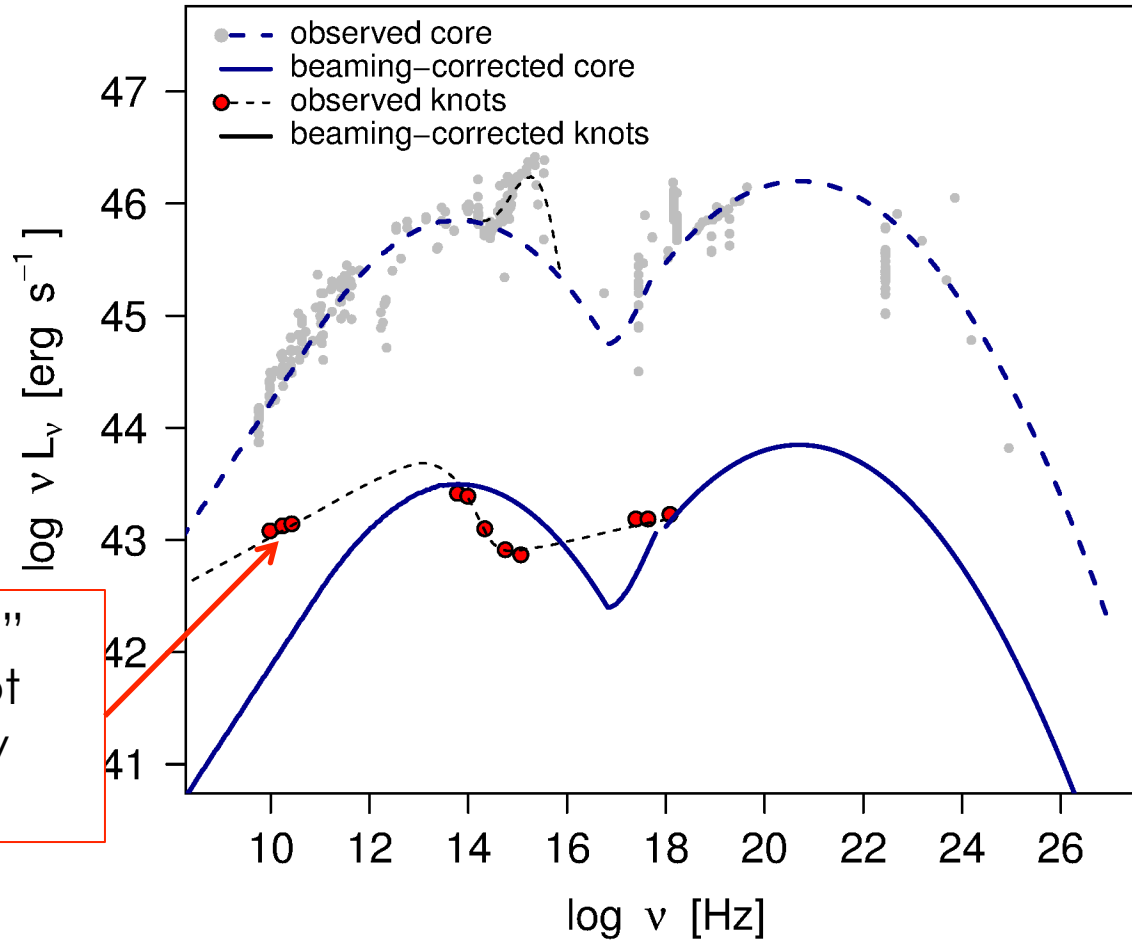 observed core
beaming−corrected core
observed knots
beaming−corrected knots
47
46
45
44
43
42
41
log ν Lν [erg s−1]
”
10 12 14 16 18 20 22 24 26
log ν [Hz]